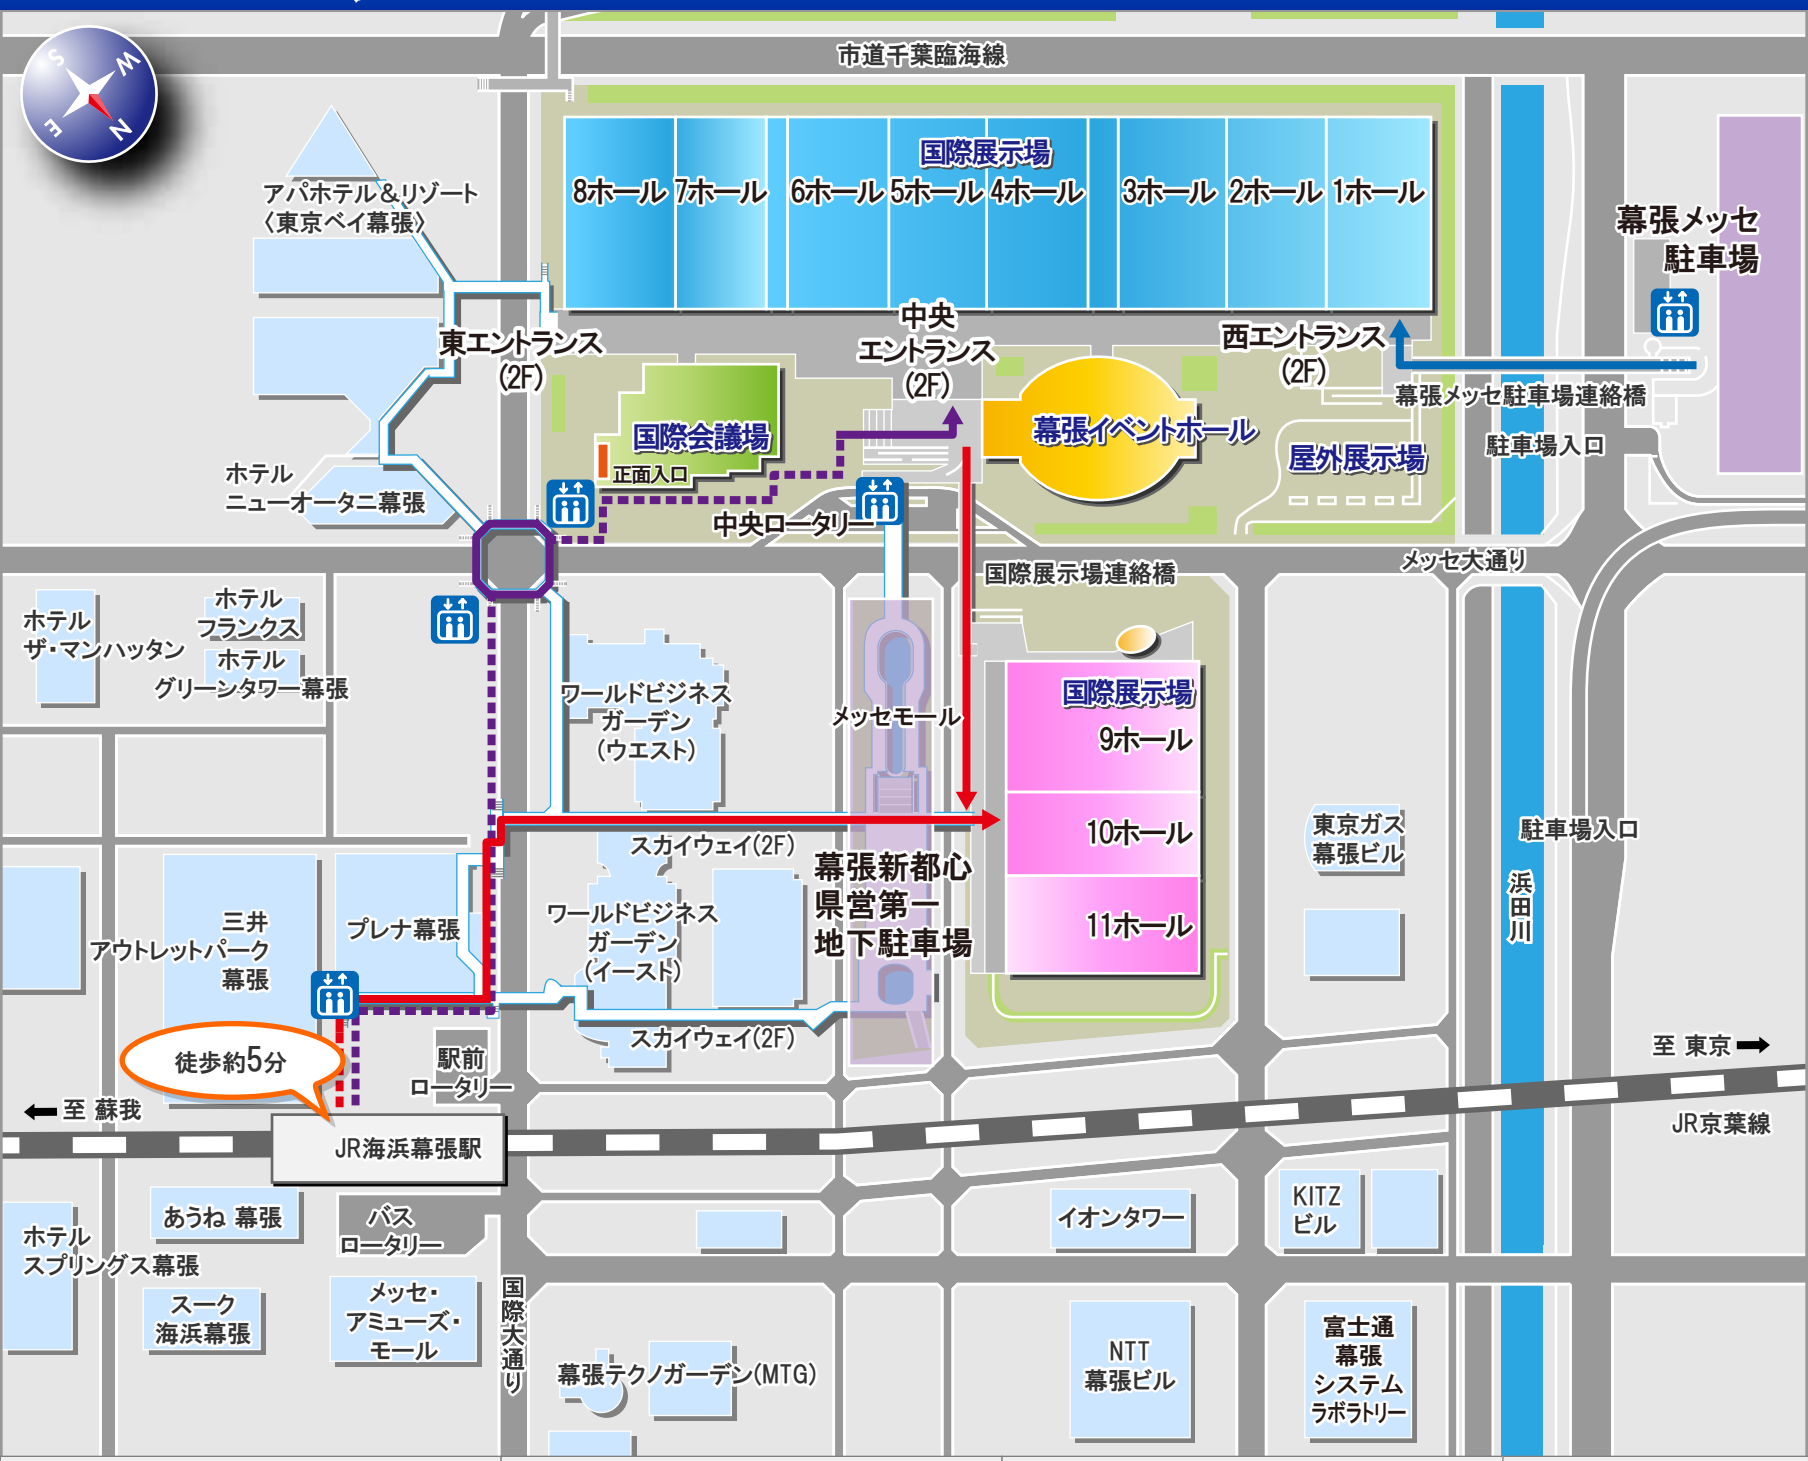 市道千葉臨海線
S
W
E
N
国際展示場
8ホール
7ホール
6ホール
5ホール
4ホール
3ホール
2ホール
1ホール
アパホテル&リゾート
〈東京ベイ幕張〉
幕張メッセ
駐車場
東エントランス
(2F)
中央
エントランス
(2F)
西エントランス
(2F)
幕張メッセ駐車場連絡橋
国際会議場
正面入口
幕張イベントホール
屋外展示場
駐車場入口
ホテル
ニューオータニ幕張
中央ロータリー
メッセ大通り
国際展示場連絡橋
ホテル
ザ・マンハッタン
ホテル
フランクス
ホテル
グリーンタワー幕張
ワールドビジネス
ガーデン
(ウエスト)
メッセモール
国際展示場
9ホール
10ホール
11ホール
スカイウェイ(2F)
東京ガス
幕張ビル
駐車場入口
浜田川
幕張新都心
県営第一
地下駐車場
三井
アウトレットパーク
幕張
プレナ幕張
ワールドビジネス
ガーデン
(イースト)
スカイウェイ(2F)
徒歩約5分
駅前
ロータリー
至 東京
至 蘇我
JR京葉線
JR海浜幕張駅
あうね 幕張
バス
ロータリー
イオンタワー
KITZ
ビル
ホテル
スプリングス幕張
スーク
海浜幕張
メッセ・
アミューズ・
モール
国際大通り
幕張テクノガーデン(MTG)
NTT
幕張ビル
富士通
幕張
システム
ラボラトリー